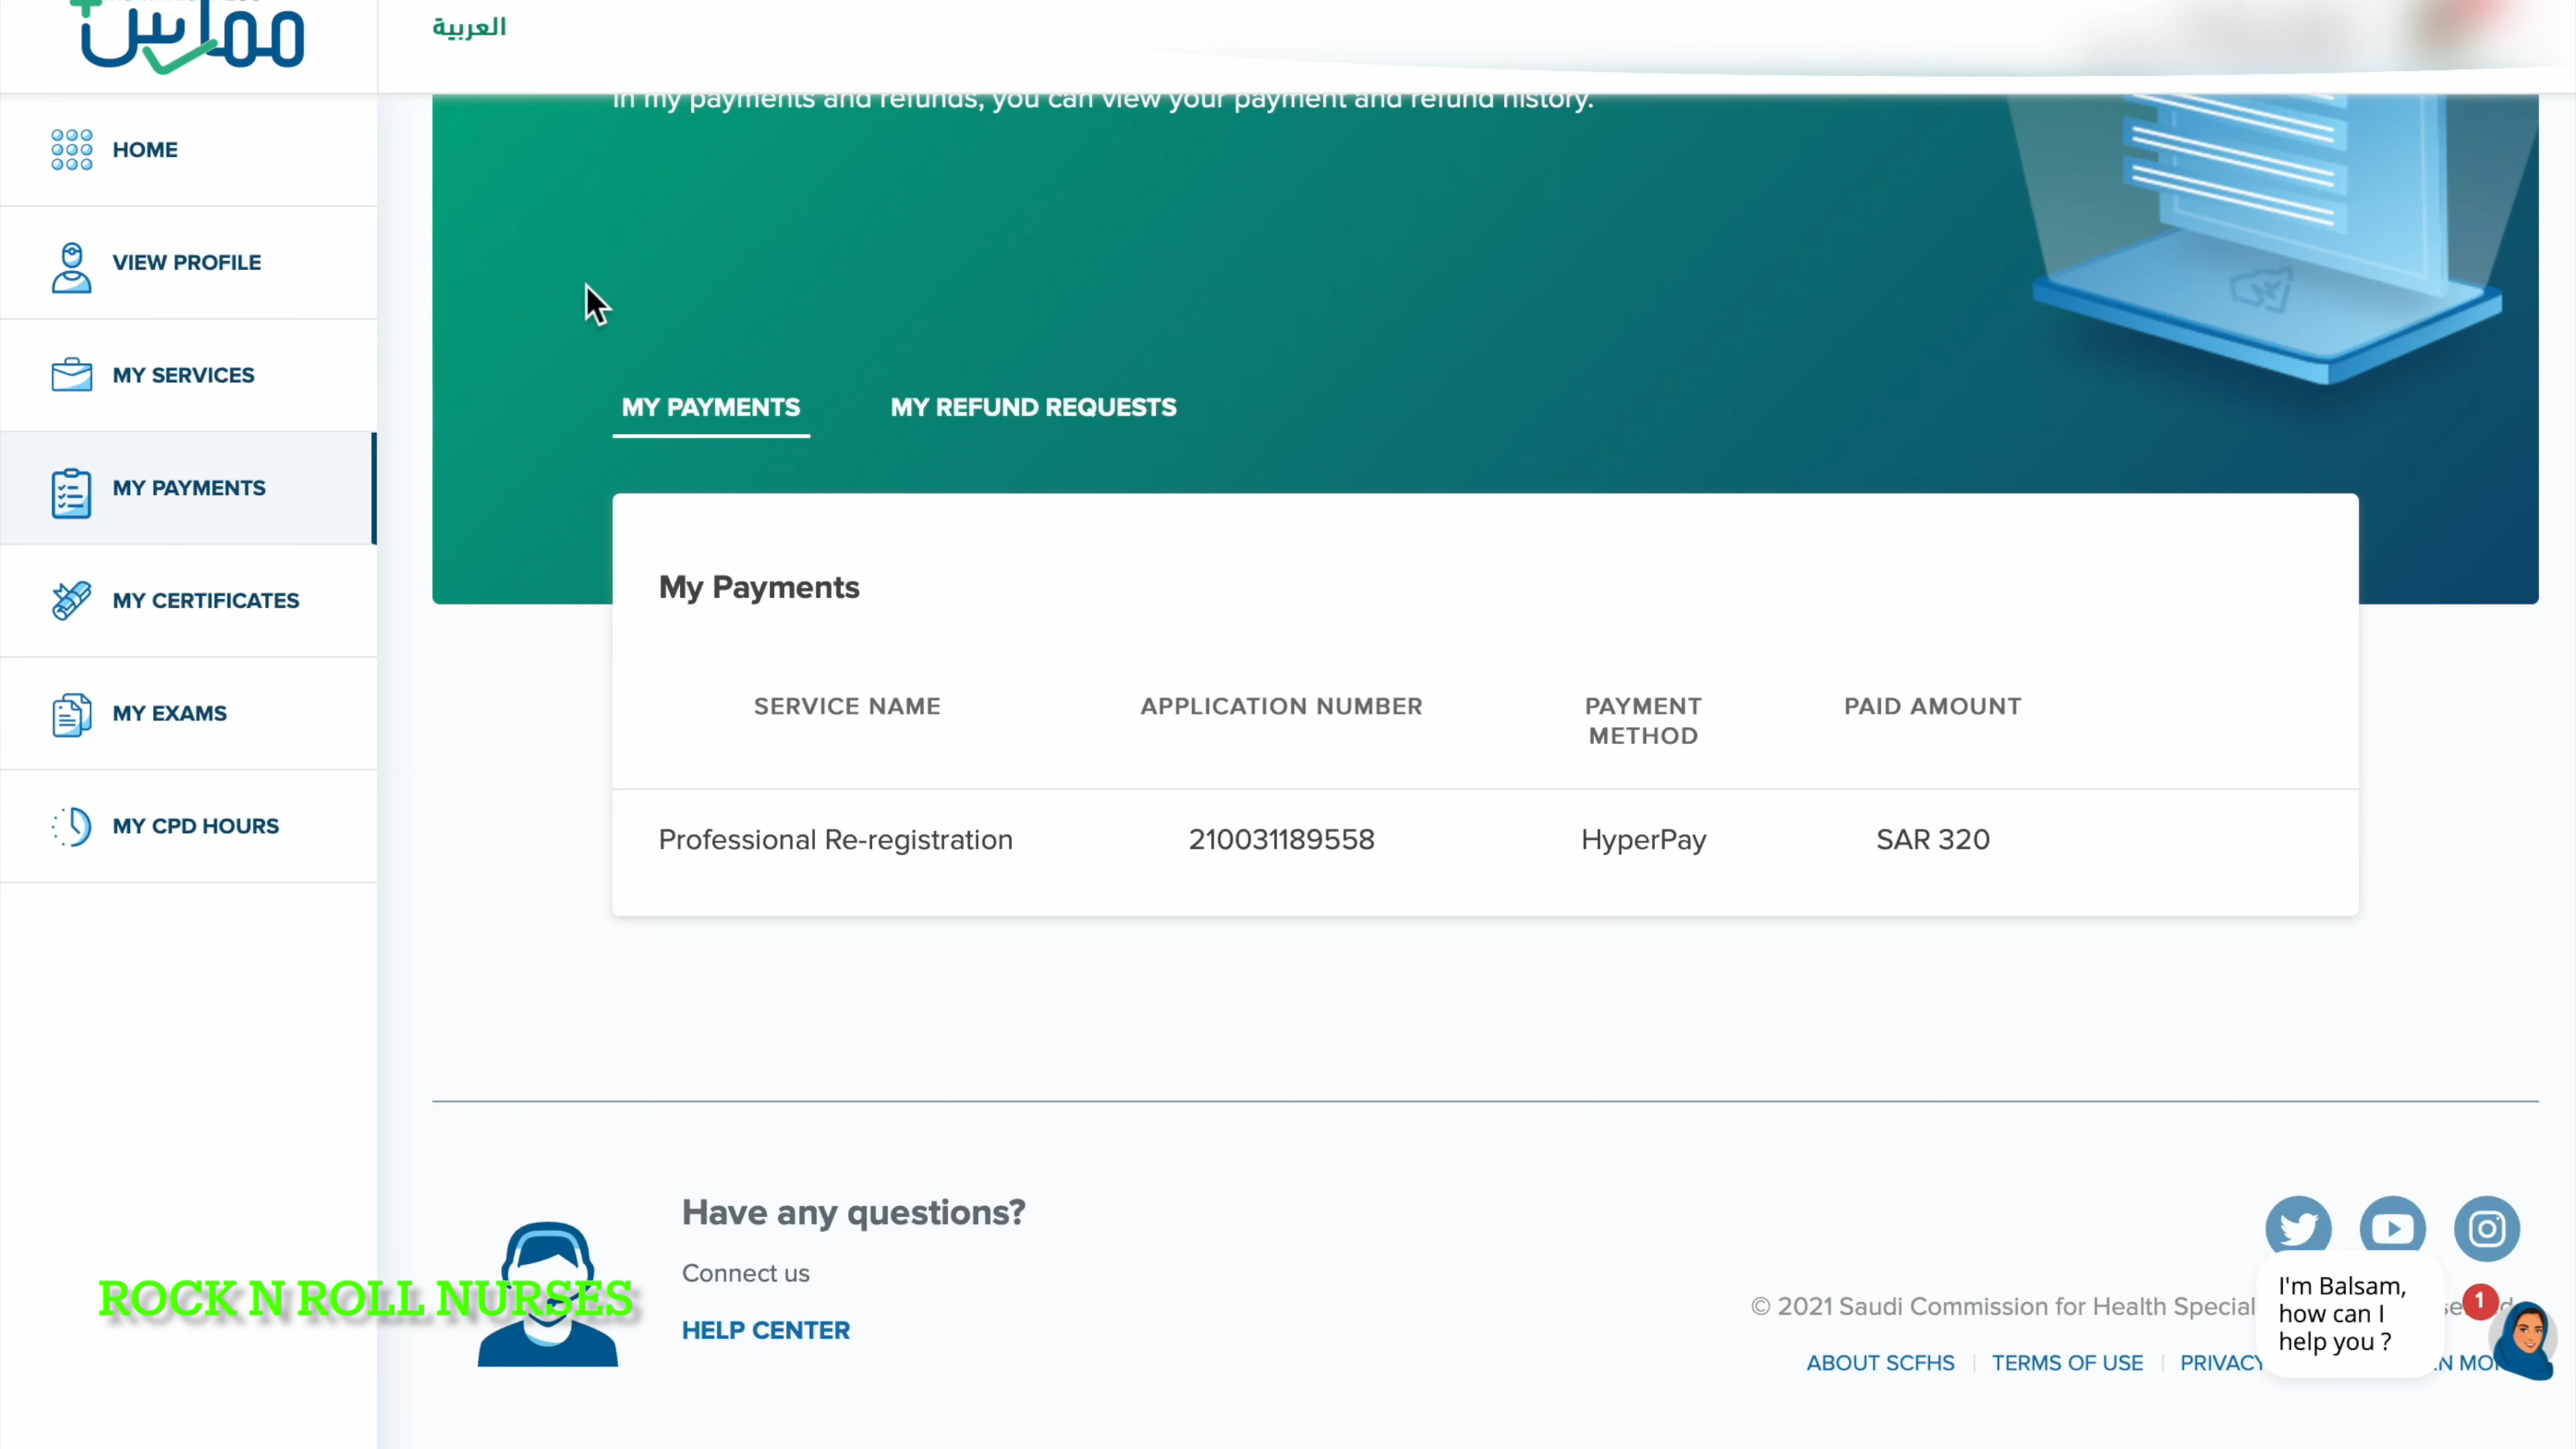 ممارس
العربية
In my payments and refunds, you can view your payment and refund history.
HOME
VIEW PROFILE
MY SERVICES
MY PAYMENTS
MY CERTIFICATES
MY EXAMS
MY CPD HOURS
MY PAYMENTS
MY REFUND REQUESTS
My Payments
SERVICE NAME
APPLICATION NUMBER
PAYMENT
METHOD
PAID AMOUNT
Professional Re-registration
210031189558
HyperPay
SAR 320
Have any questions?
Connect us
HELP CENTER
ROCK N ROLL NURSES
© 2021 Saudi Commission for Health Special
ABOUT SCFHS
TERMS OF USE
PRIVACY
I'm Balsam,
how can I
help you ?
1